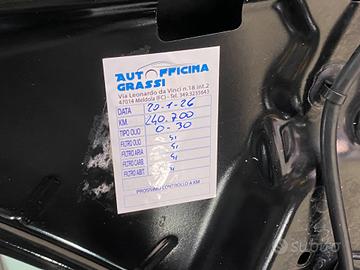 AUTOFFICINA
GRASSI
Via Leonardo da Vinci n.18 int.2
47014 Meldola (FC) - Tel. 349.3235643
DATA 20-1-26
KM. 240.700
TIPO OLIO 0-30
FILTRO OLIO Si
FILTRO ARIA Si
FILTRO CARB. Si
FILTRO ABIT. Si
PROSSIMO CONTROLLO A KM
subito